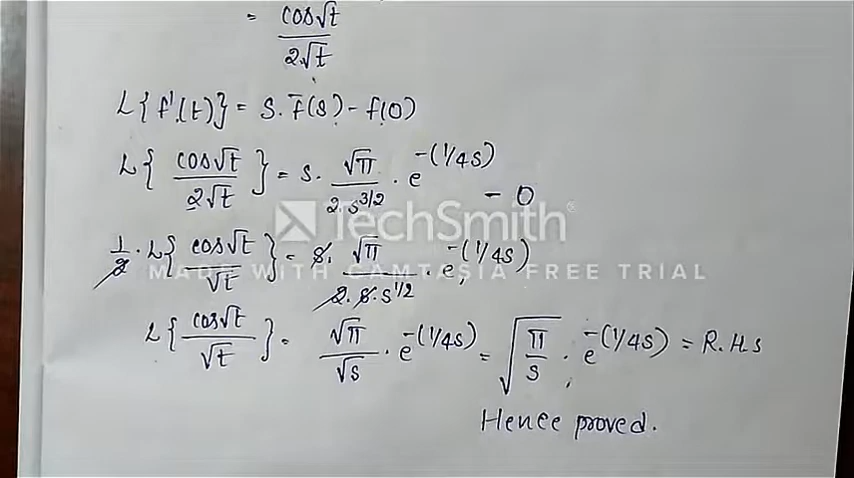 = cos√t / 2√t
L{f'(t)} = S. f̄(s) - f(0)
L{ cos√t / 2√t } = s. √π / 2.s^3/2 . e^-(1/4s) - 0
TechSmith®
1/2 . L{ cos√t / √t } = s. √π / 2.s.s^1/2 . e^-(1/4s)
MADE WITH CAMTASIA FREE TRIAL
L{ cos√t / √t } = √π / √s . e^-(1/4s) = √(π/s) . e^-(1/4s) = R.H.S
Hence proved.